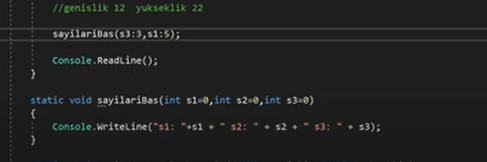 //genislik 12 yukseklik 22
sayilariBas(s3:3,s1:5);
Console.ReadLine();
}
static void sayilariBas(int s1=0,int s2=0,int s3=0)
{
Console.WriteLine("s1: "+s1 + " s2: " + s2 + " s3: " + s3);
}